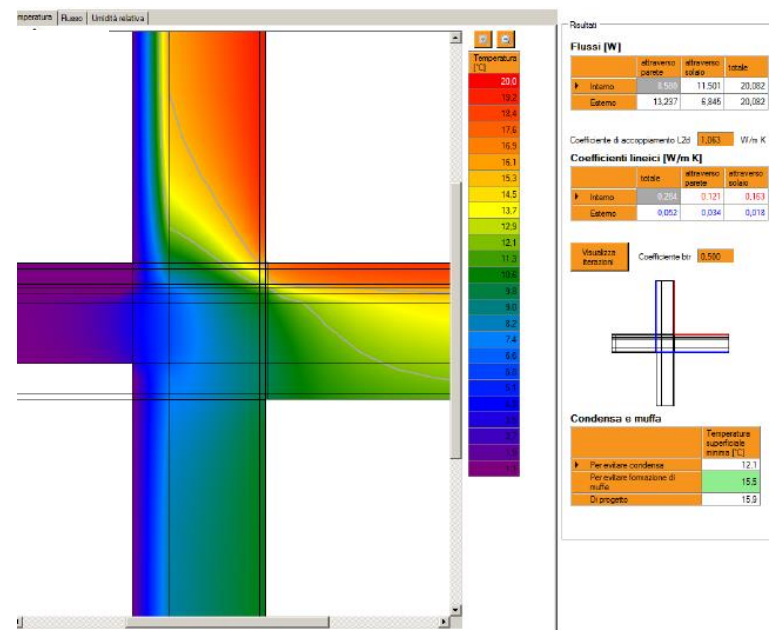 mperatura Flusso Umidità relativa
Temperatura
[°C]
20,0
19,2
18,4
17,6
16,9
16,1
15,3
14,5
13,7
12,9
12,1
11,3
10,6
9,8
9,0
8,2
7,4
6,6
Risultati
Flussi [W]
attraverso parete attraverso solaio totale
Interno 8,580 11,501 20,082
Esterno 13,237 6,845 20,082
Coefficiente di accoppiamento L2d 1,063 W/m K
Coefficienti lineici [W/m K]
totale attraverso parete attraverso solaio
Interno 0,284 0,121 0,163
Esterno 0,052 0,034 0,018
Visualizza
iterazioni
Coefficiente btr 0,500
Condensa e muffa
Temperatura
superficiale
minima [°C]
Per evitare condensa 12,1
Per evitare formazione di
muffe 15,5
Di progetto 15,9